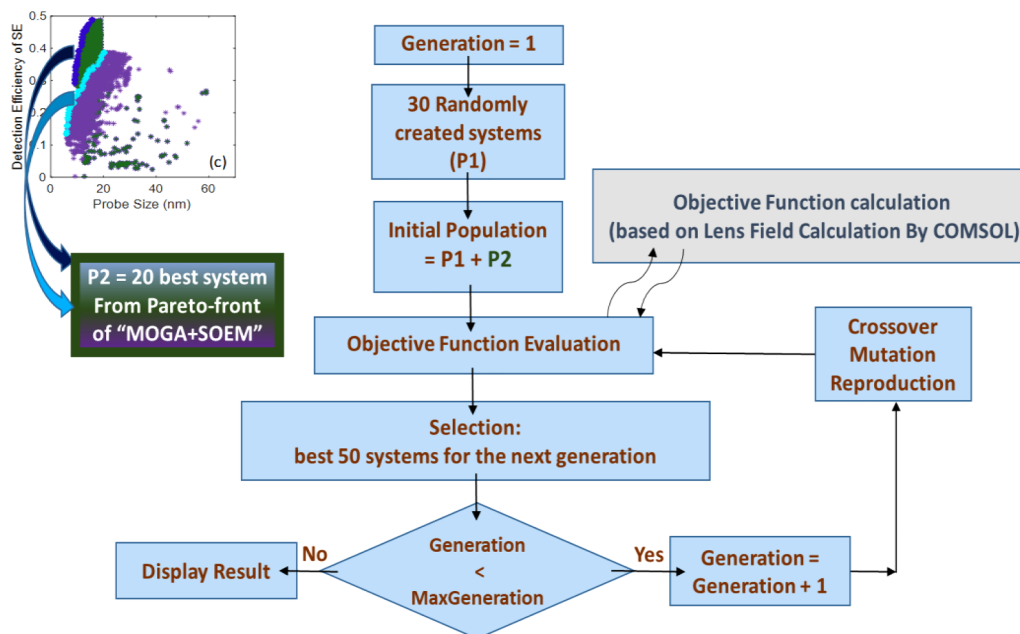 Detection Efficiency of SE
0.5
0.4
0.3
0.2
0.1
0
0
20
40
60
(c)
Probe Size (nm)
P2 = 20 best system
From Pareto-front
of “MOGA+SOEM”
Generation = 1
30 Randomly
created systems
(P1)
Initial Population
= P1 + P2
Objective Function calculation
(based on Lens Field Calculation By COMSOL)
Objective Function Evaluation
Crossover
Mutation
Reproduction
Selection:
best 50 systems for the next generation
Generation
<
MaxGeneration
No
Display Result
Yes
Generation =
Generation + 1